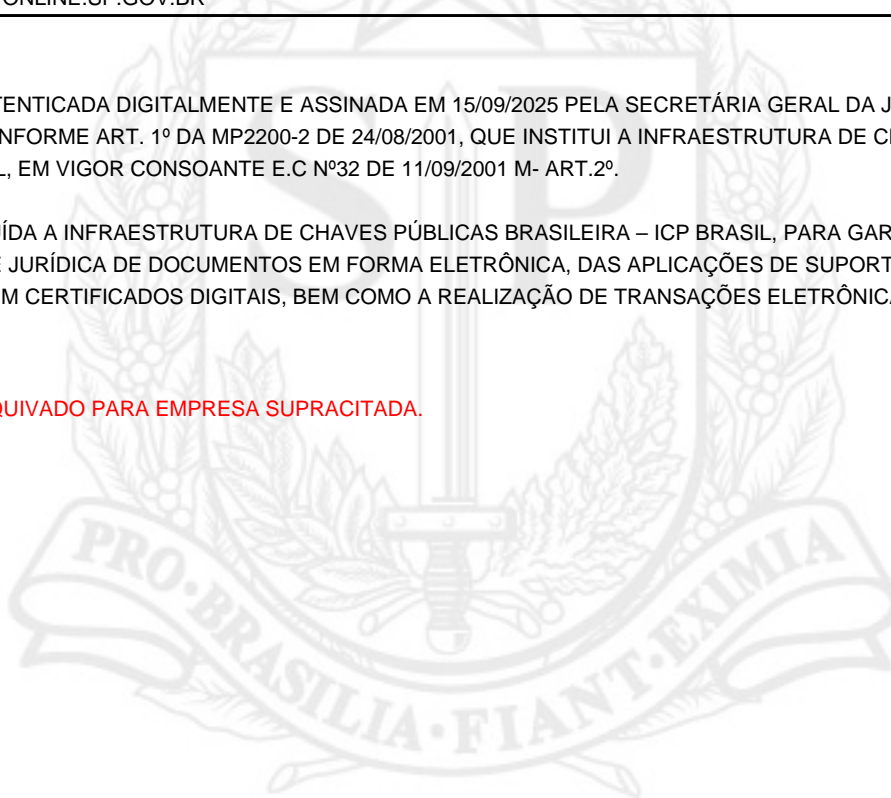 ONLINE.SP.GOV.BR
TENTICADA DIGITALMENTE E ASSINADA EM 15/09/2025 PELA SECRETÁRIA GERAL DA J
NFORME ART. 1º DA MP2200-2 DE 24/08/2001, QUE INSTITUI A INFRAESTRUTURA DE C
L, EM VIGOR CONSOANTE E.C Nº32 DE 11/09/2001 M- ART.2º.
ÍDA A INFRAESTRUTURA DE CHAVES PÚBLICAS BRASILEIRA – ICP BRASIL, PARA GAR
E JURÍDICA DE DOCUMENTOS EM FORMA ELETRÔNICA, DAS APLICAÇÕES DE SUPORT
M CERTIFICADOS DIGITAIS, BEM COMO A REALIZAÇÃO DE TRANSAÇÕES ELETRÔNICA
QUIVADO PARA EMPRESA SUPRACITADA.
SP
PRO·BRASILIA·FIANT·EXIMIA